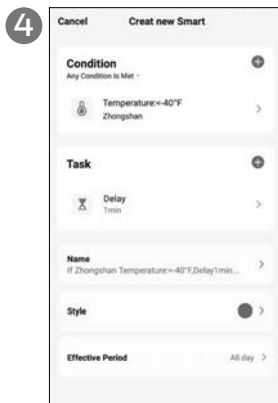 4
Cancel Creat new Smart
Condition
Any Condition Is Met
Temperature:<-40°F
Zhongshan
Task
Delay
1min
Name
If Zhongshan Temperature:<-40°F,Delay1min...
Style
Effective Period All day